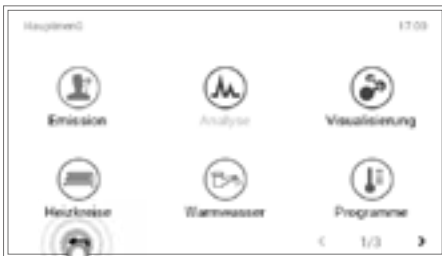 Hauptmenü 17:03
Emission Analyse Visualisierung
Heizkreise Warmwasser Programme
< 1/3 >